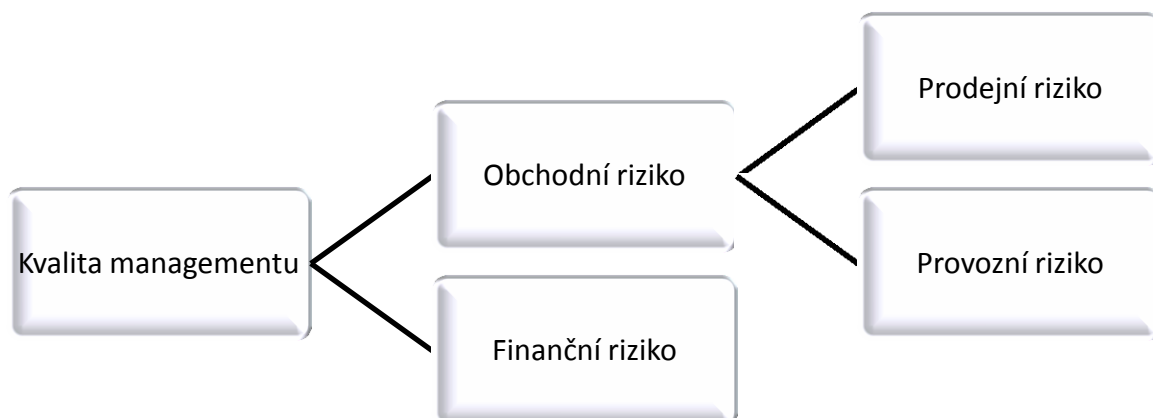 Prodejní riziko
Obchodní riziko
Kvalita managementu
Provozní riziko
Finanční riziko